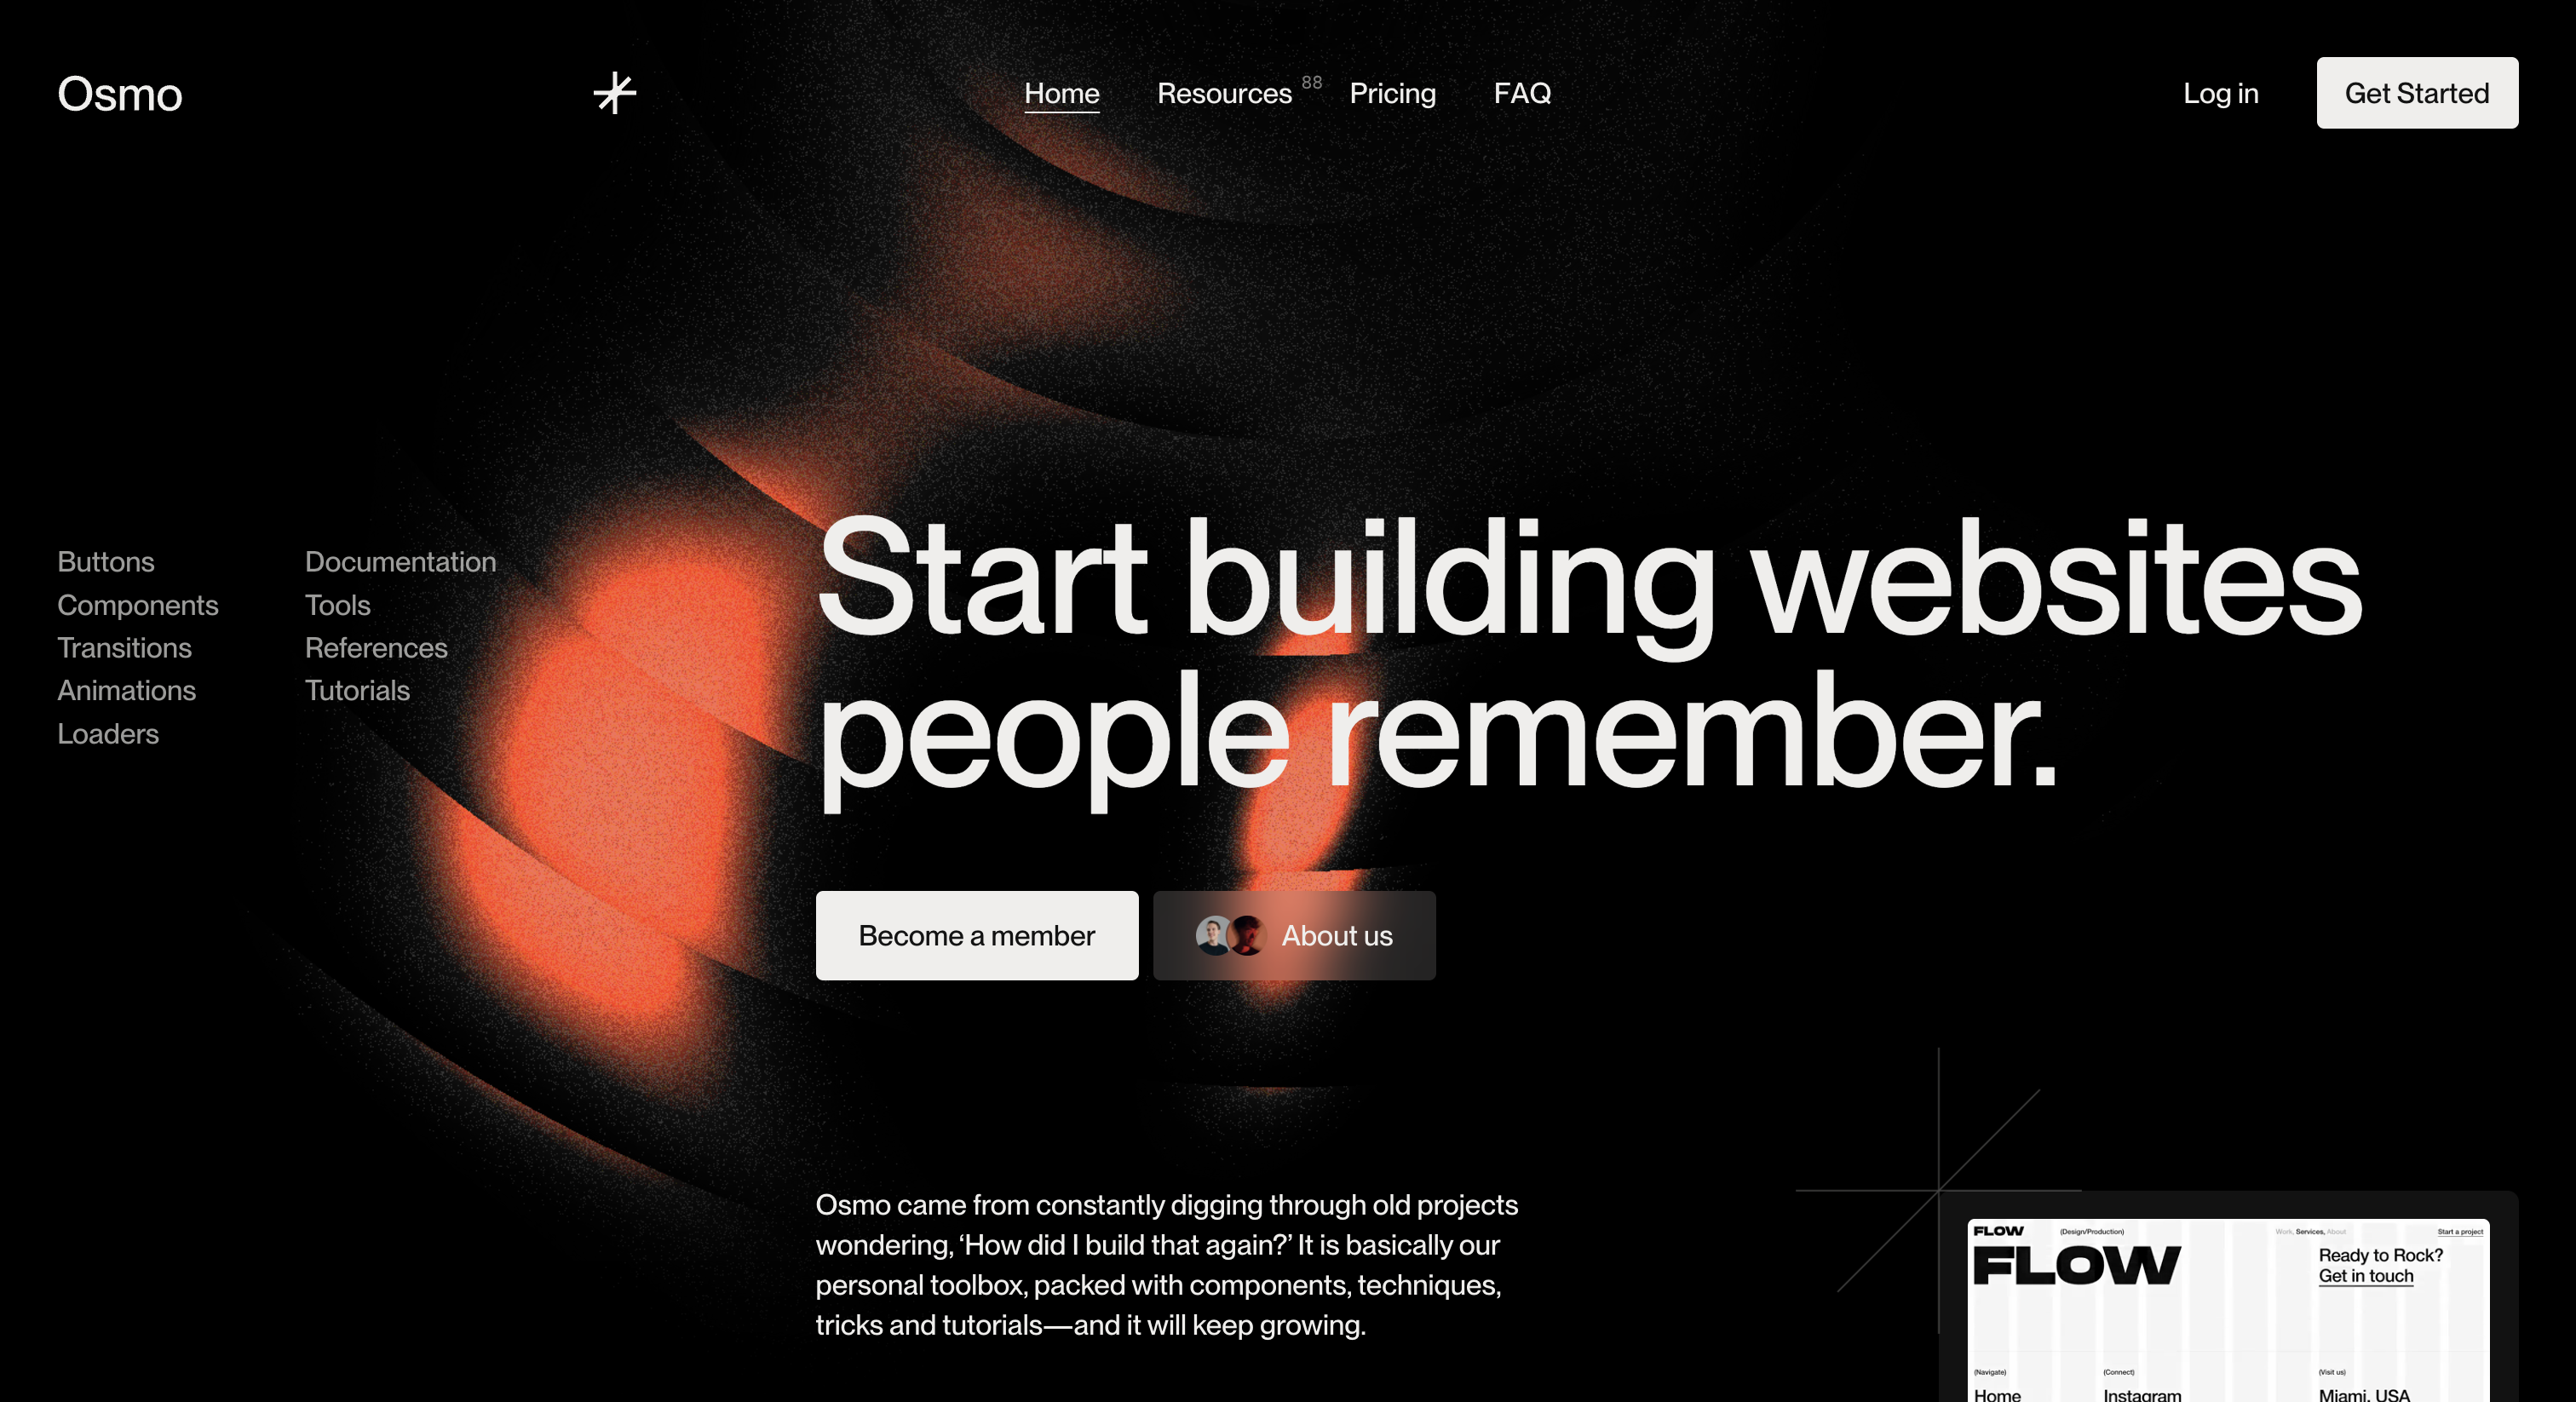 Osmo
Home
Resources 88
Pricing
FAQ
Log in
Get Started
Buttons
Components
Transitions
Animations
Loaders
Documentation
Tools
References
Tutorials
Start building websites
people remember.
Become a member
About us
Osmo came from constantly digging through old projects
wondering, ‘How did I build that again?’ It is basically our
personal toolbox, packed with components, techniques,
tricks and tutorials—and it will keep growing.
FLOW
(Design/Production)
Work, Services, About
Start a project
FLOW
Ready to Rock?
Get in touch
(Navigate)
(Connect)
(Visit us)
Home
Instagram
Miami, USA